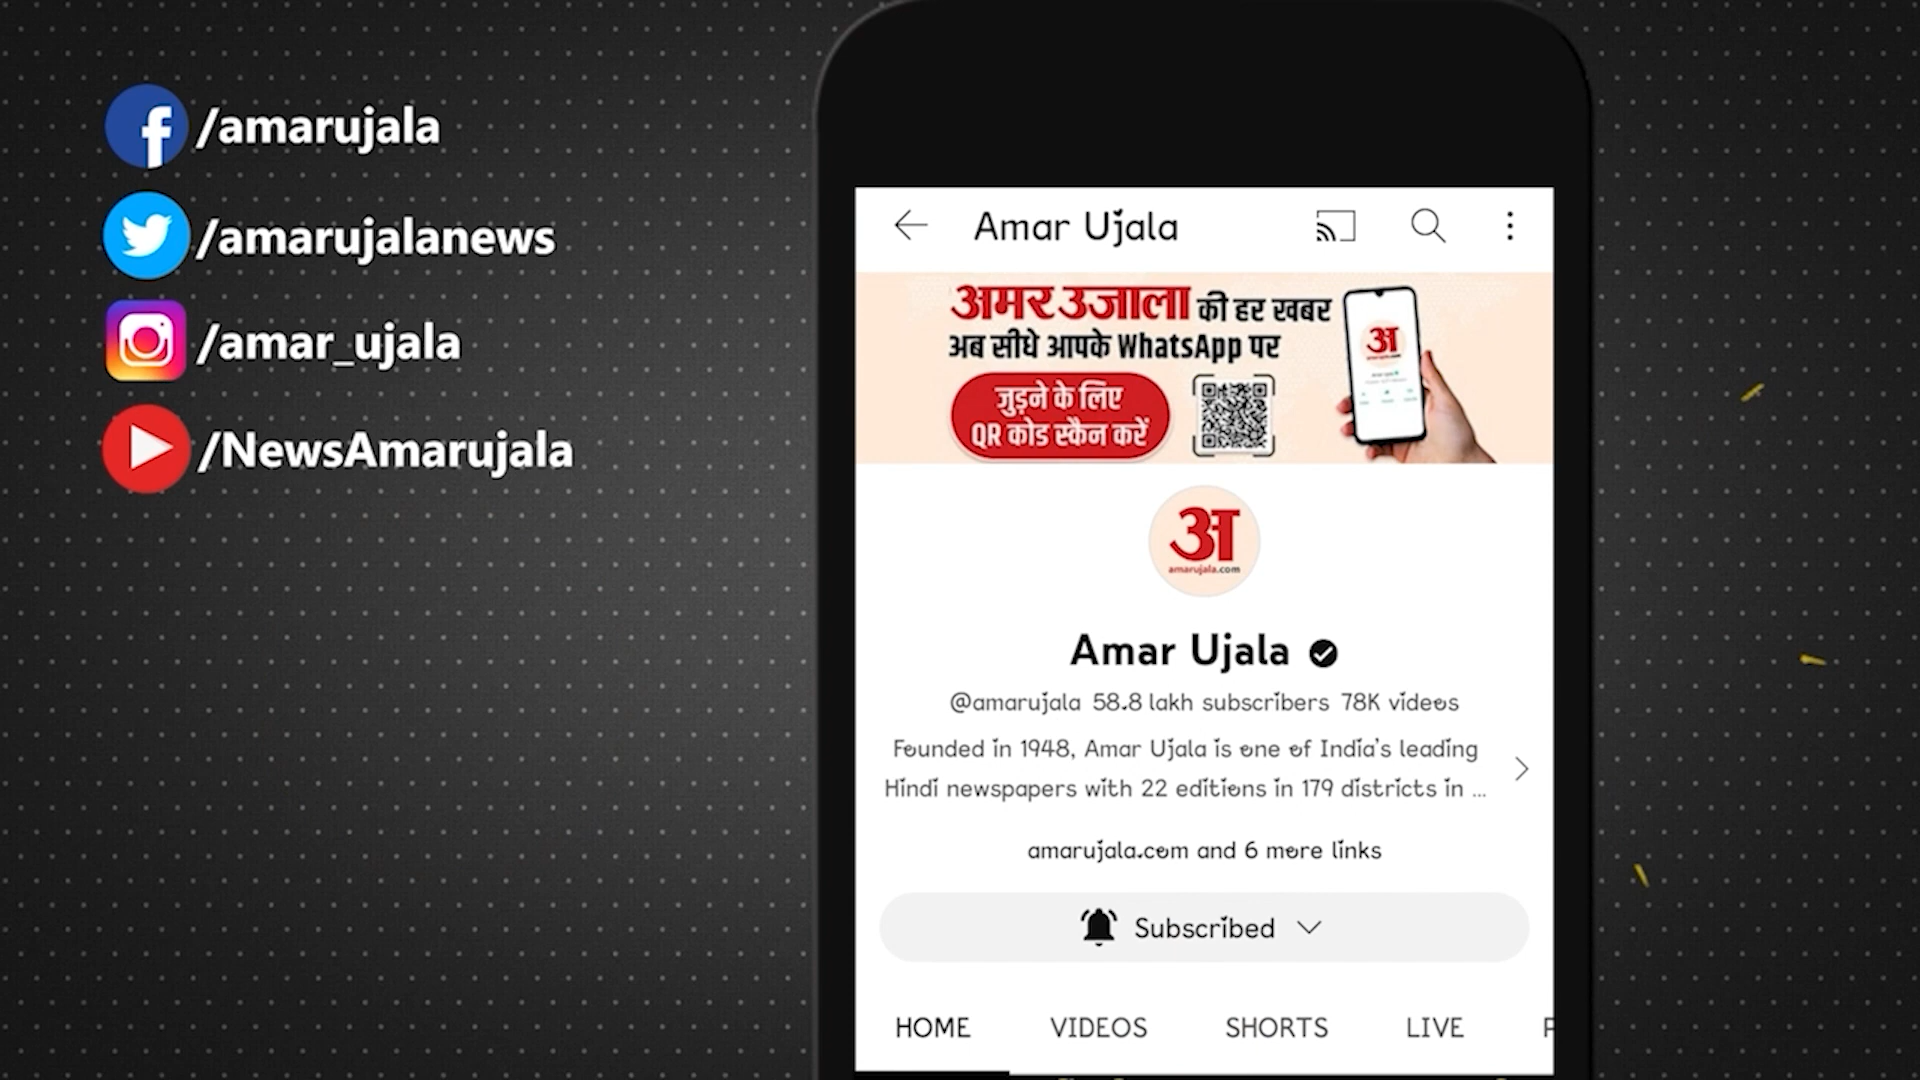 /amarujala
/amarujalanews
/amar_ujala
/NewsAmarujala
Amar Ujala
अमर उजाला की हर खबर
अब सीधे आपके WhatsApp पर
जुड़ने के लिए
QR कोड स्कैन करें
अ
अ
amarujala.com
Amar Ujala
@amarujala 58.8 lakh subscribers 78K videos
Founded in 1948, Amar Ujala is one of India's leading
Hindi newspapers with 22 editions in 179 districts in ...
amarujala.com and 6 more links
Subscribed
HOME VIDEOS SHORTS LIVE